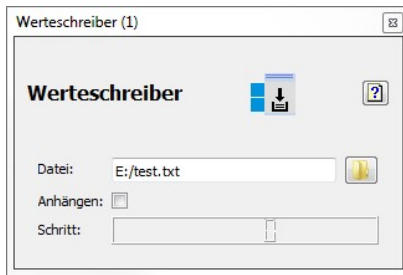 Werteschreiber (1)
Werteschreiber
Datei: E:/test.txt
Anhängen:
Schritt: